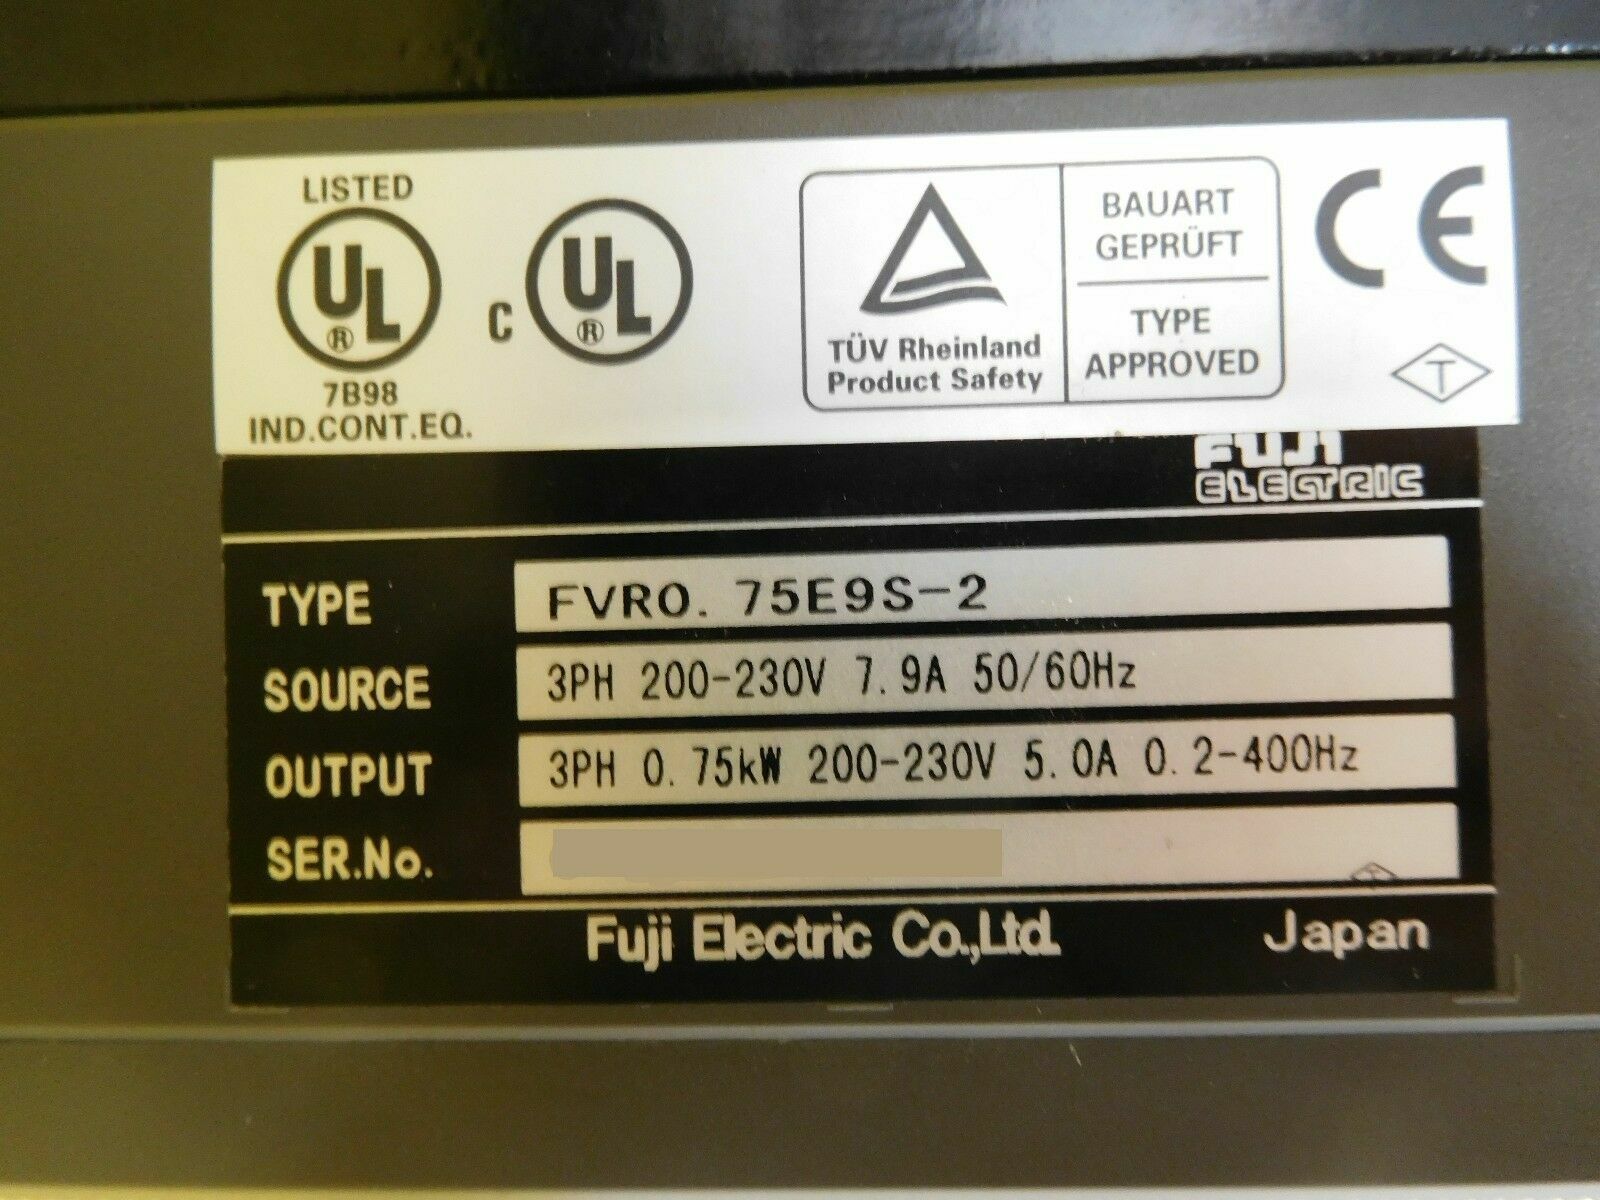 LISTED
UL
®
7B98
IND.CONT.EQ.
C
UL
®
TÜV Rheinland
Product Safety
BAUART
GEPRÜFT
TYPE
APPROVED
CE
T
FUJI
ELECTRIC
TYPE FVR0. 75E9S-2
SOURCE 3PH 200-230V 7. 9A 50/60Hz
OUTPUT 3PH 0. 75kW 200-230V 5. 0A 0. 2-400Hz
SER.No.
T
Fuji Electric Co.,Ltd. Japan